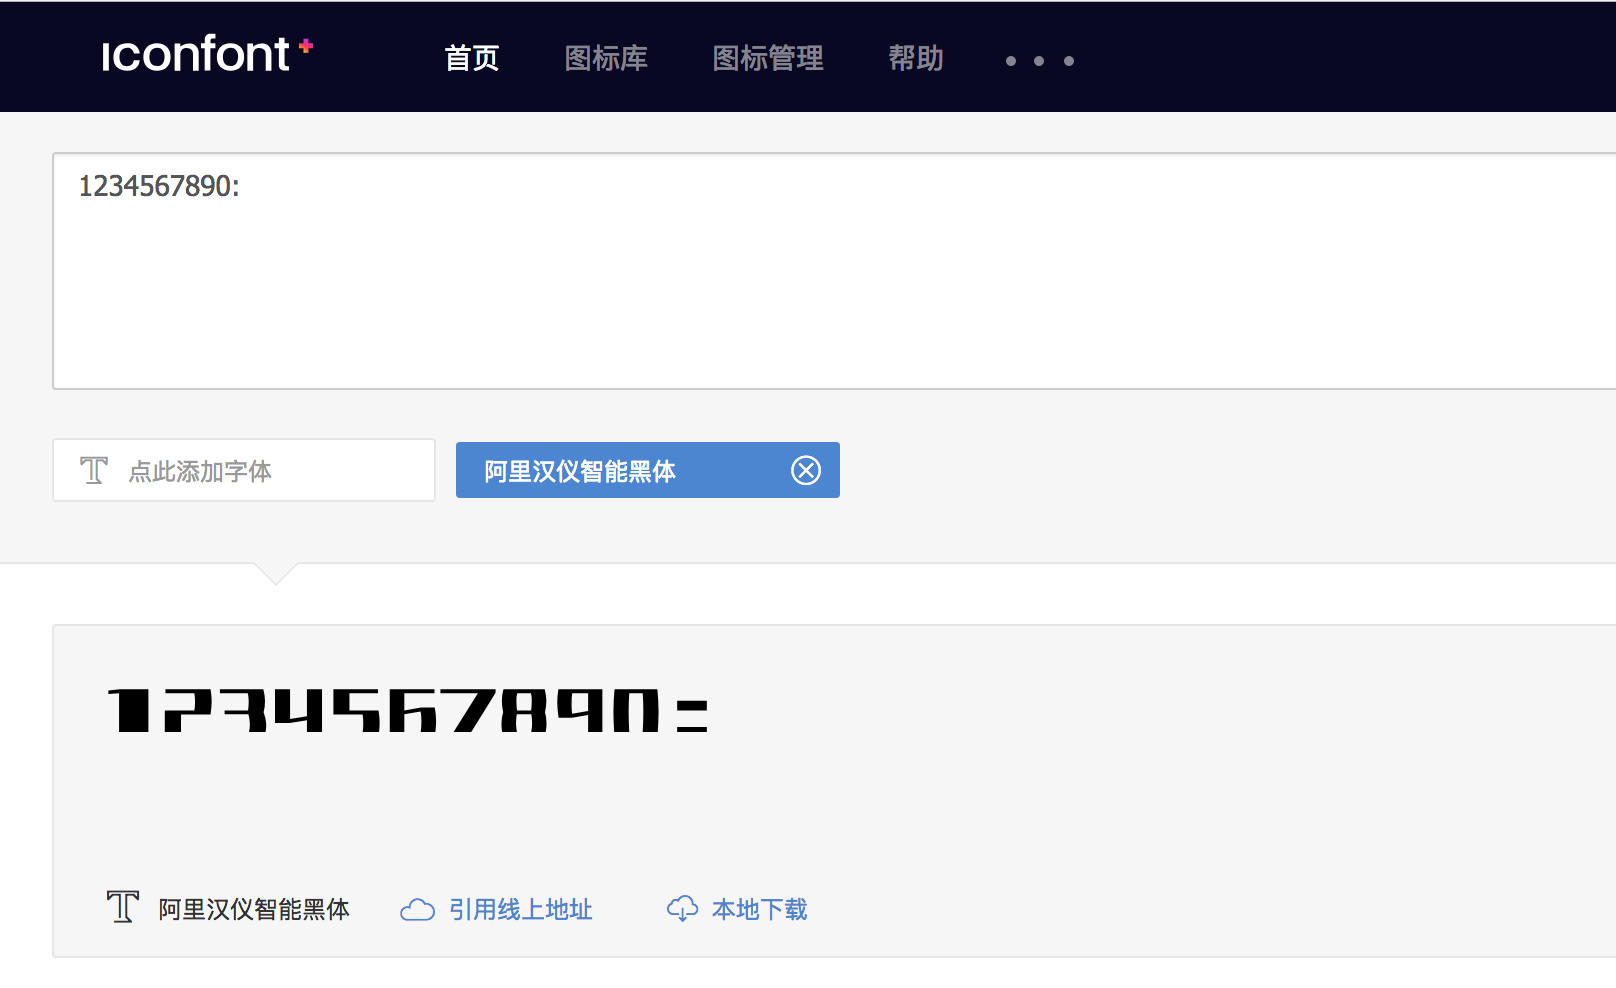 iconfont+ 首页 图标库 图标管理 帮助
1234567890:
点此添加字体 阿里汉仪智能黑体
1234567890:
阿里汉仪智能黑体 引用线上地址 本地下载